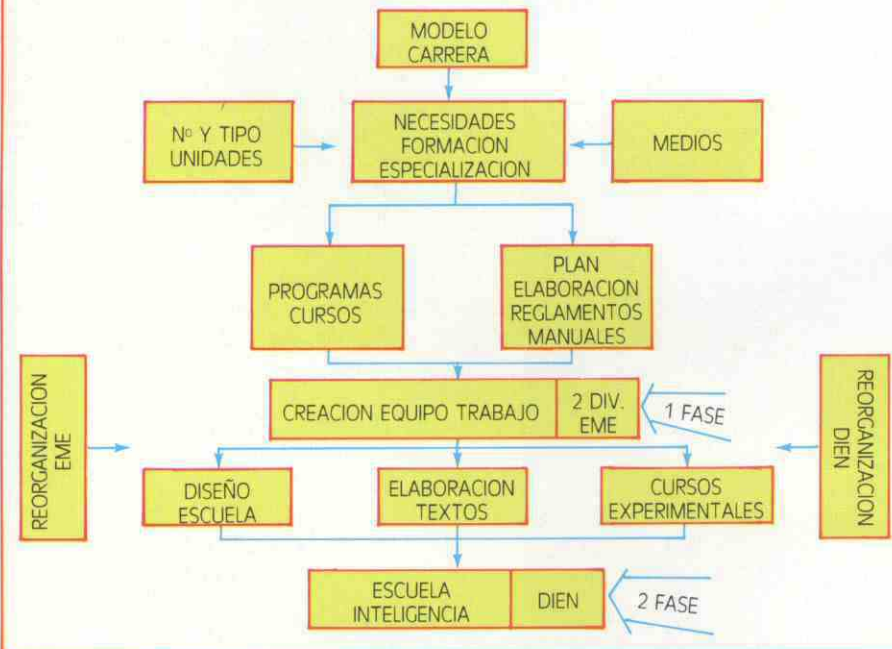 MODELO
CARRERA
Nº Y TIPO
UNIDADES
NECESIDADES
FORMACION
ESPECIALIZACION
MEDIOS
PROGRAMAS
CURSOS
PLAN
ELABORACION
REGLAMENTOS
MANUALES
REORGANIZACION
EME
CREACION EQUIPO TRABAJO
2 DIV.
EME
1 FASE
REORGANIZACION
DIEN
DISEÑO
ESCUELA
ELABORACION
TEXTOS
CURSOS
EXPERIMENTALES
ESCUELA
INTELIGENCIA
DIEN
2 FASE